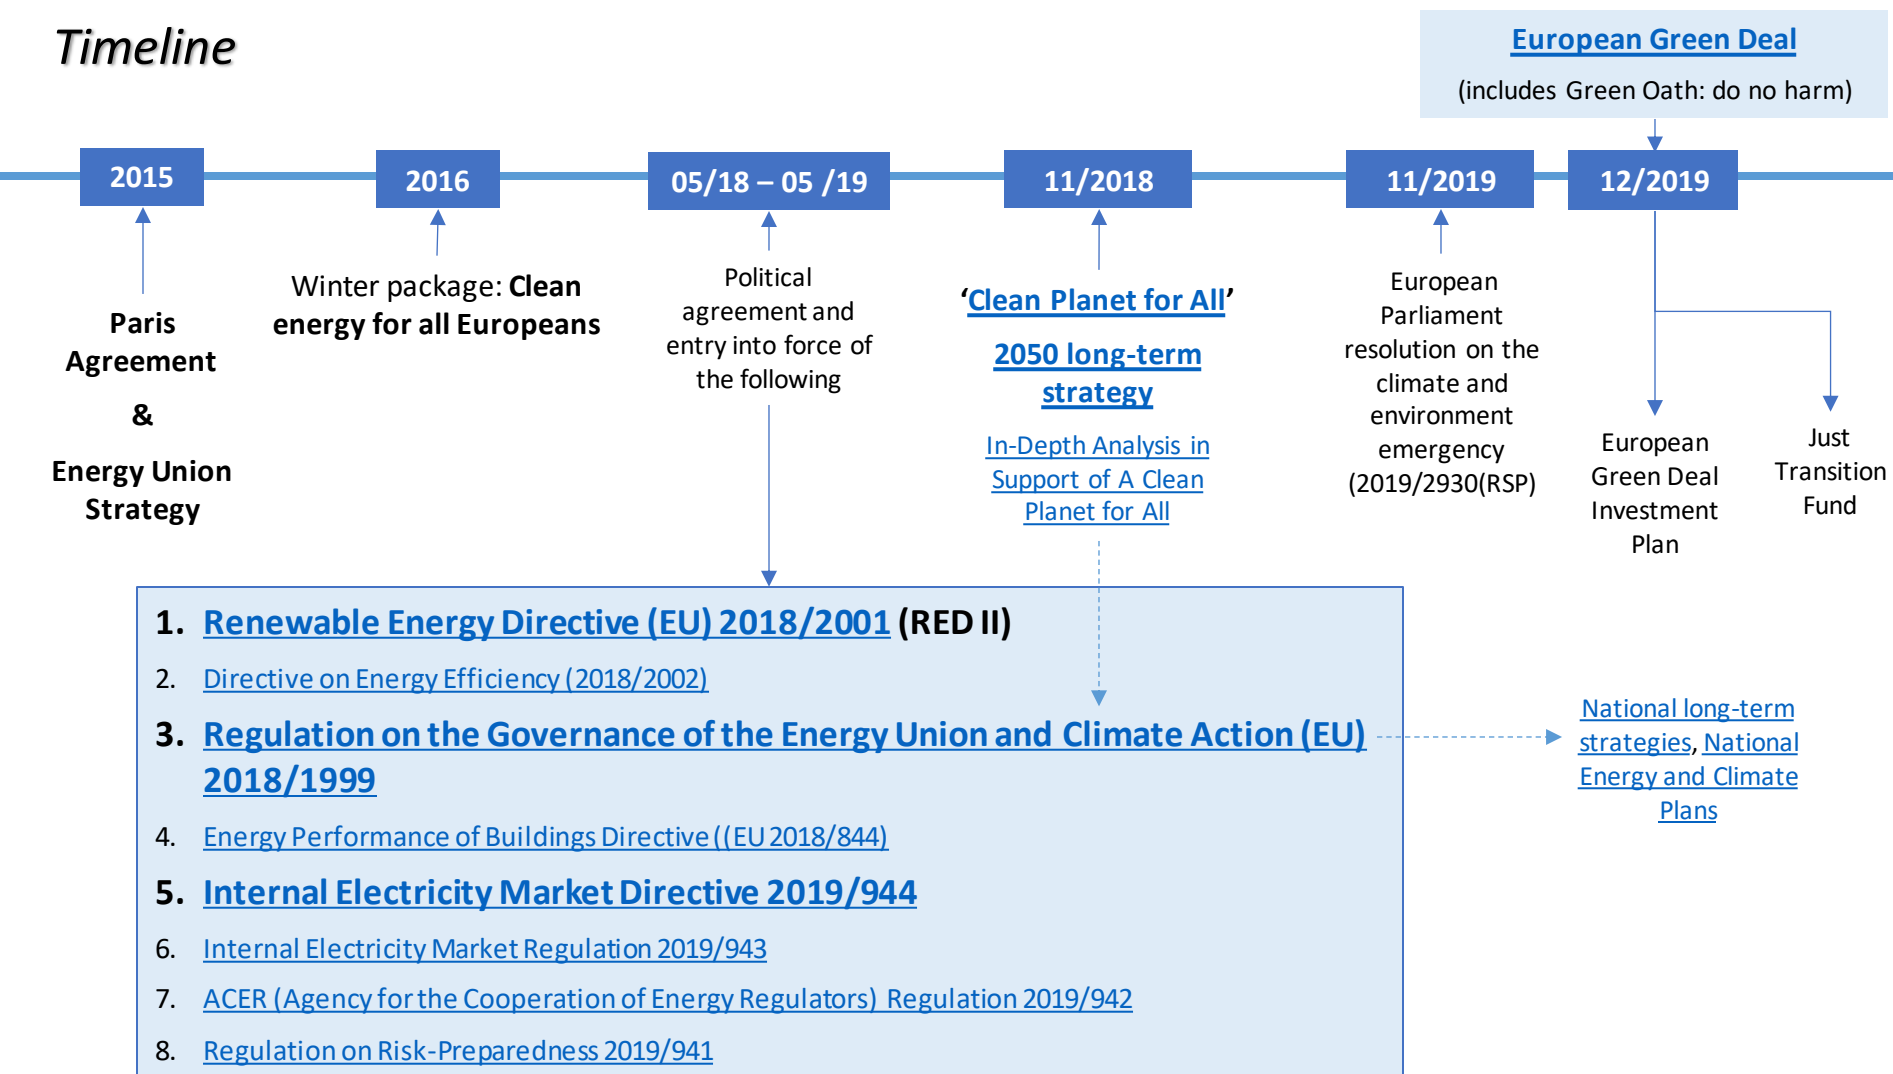 Timeline
European Green Deal
(includes Green Oath: do no harm)
2015
2016
05/18 – 05 /19
11/2018
11/2019
12/2019
Paris
Agreement
&
Energy Union
Strategy
Winter package: Clean
energy for all Europeans
Political
agreement and
entry into force of
the following
‘Clean Planet for All’
2050 long-term
strategy
In-Depth Analysis in
Support of A Clean
Planet for All
European
Parliament
resolution on the
climate and
environment
emergency
(2019/2930(RSP)
European
Green Deal
Investment
Plan
Just
Transition
Fund
1. Renewable Energy Directive (EU) 2018/2001 (RED II)
2. Directive on Energy Efficiency (2018/2002)
3. Regulation on the Governance of the Energy Union and Climate Action (EU)
2018/1999
4. Energy Performance of Buildings Directive ((EU 2018/844)
5. Internal Electricity Market Directive 2019/944
6. Internal Electricity Market Regulation 2019/943
7. ACER (Agency for the Cooperation of Energy Regulators) Regulation 2019/942
8. Regulation on Risk-Preparedness 2019/941
National long-term
strategies, National
Energy and Climate
Plans